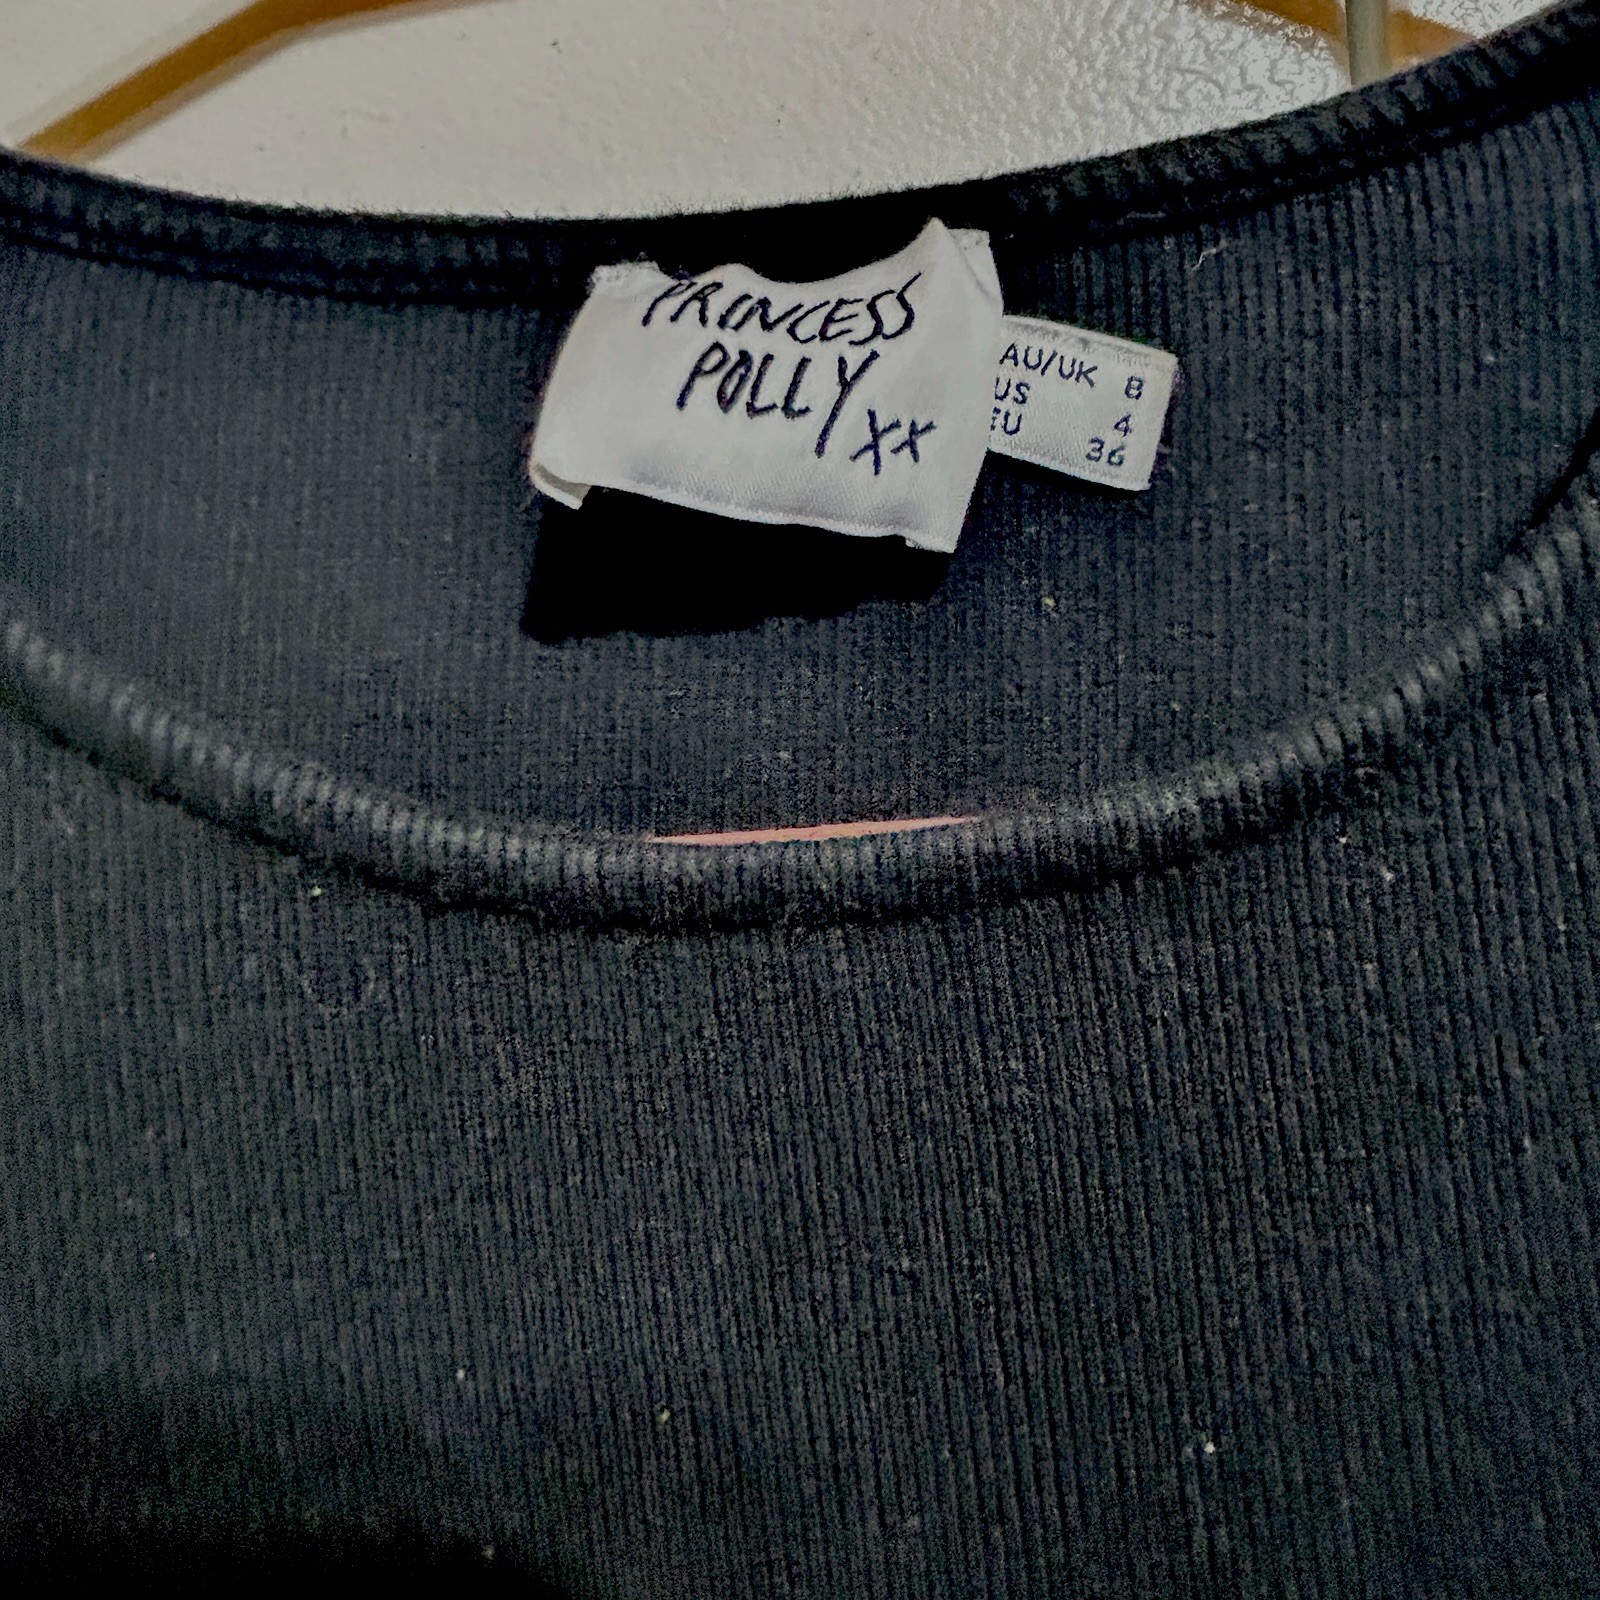 PRINCESS
POLLY
xx
AU/UK 8
US 4
EU 36